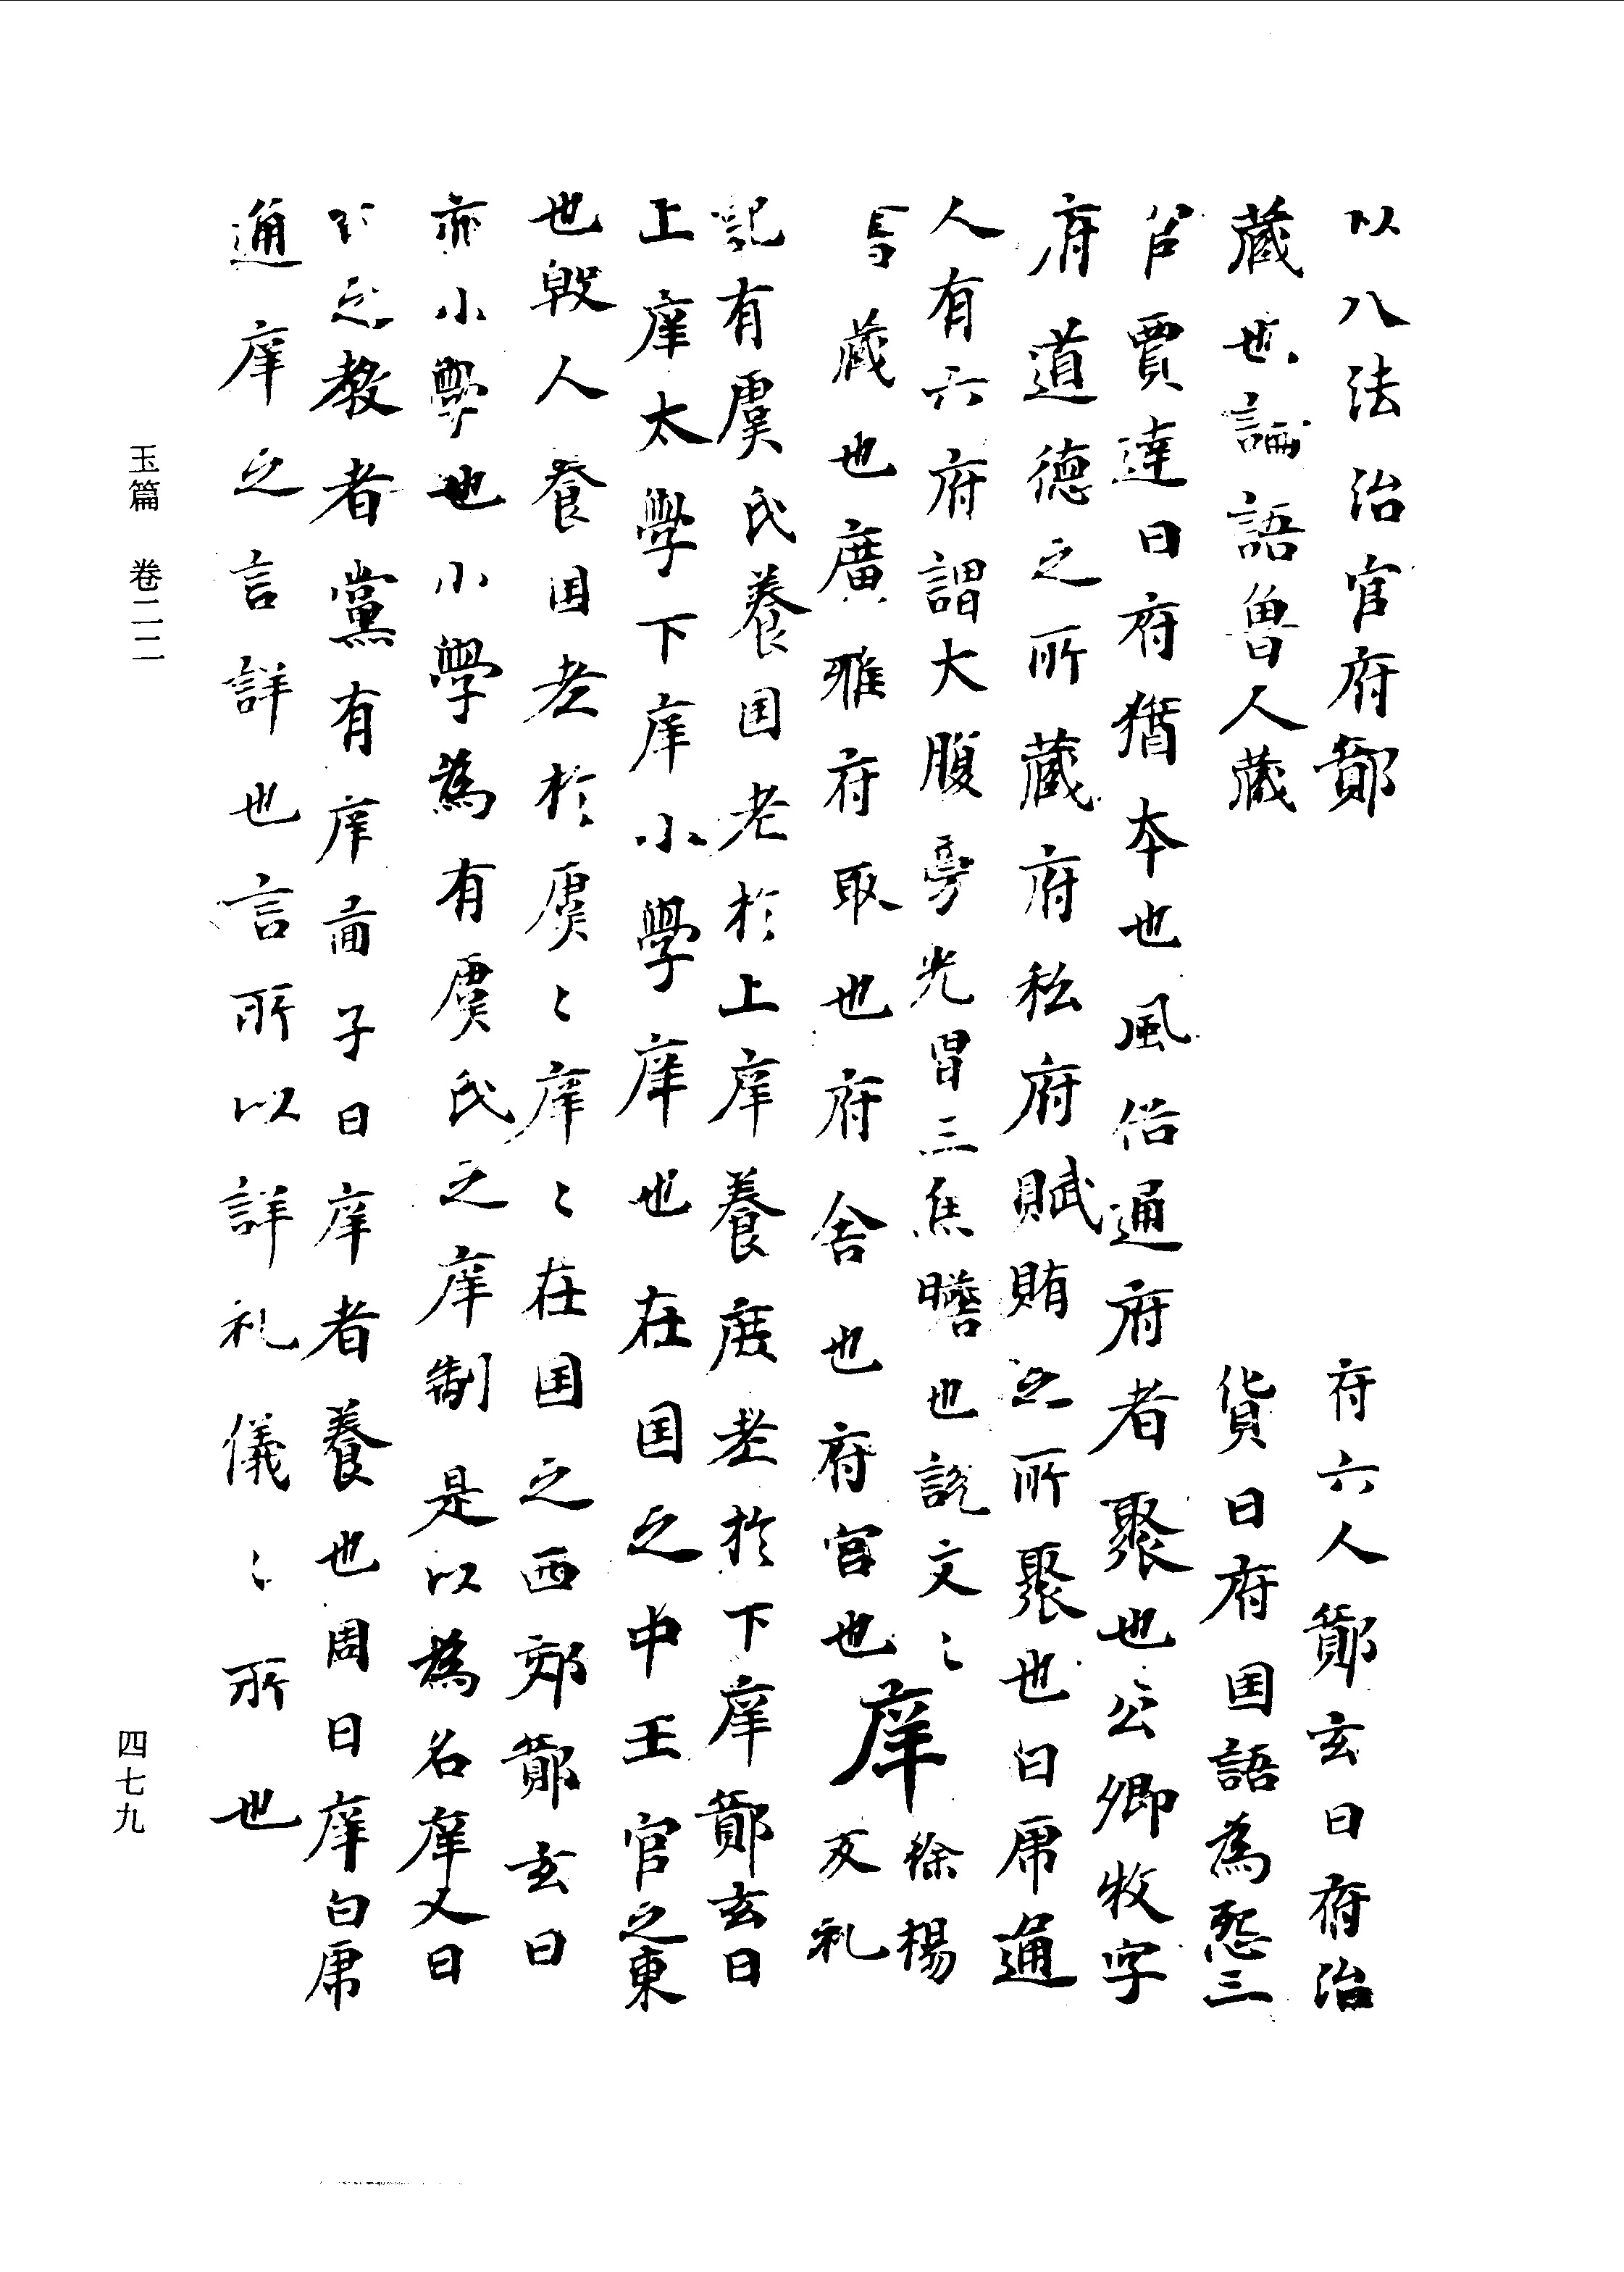 以八法治官府鄭　府六人鄭玄曰府治
藏也論語魯人藏　貨曰府国語為怨三
賈逵曰府猶本也風俗通府者聚也公卿牧字
府道德之所藏府私府賦賄之所聚也白虎通
人有六府謂大腹旁光胃三焦膽也說文〻
藏也廣雅府取也府舍也府官也庠徐楊反礼
記有虞氏養国老於上庠養庶老於下庠鄭玄曰
上庠太學下庠小學庠也在国之中王官之東
也殷人養国老於虞〻庠〻在国之西郊鄭玄曰
亦小學也小學為有虞氏之庠制是以為名庠又曰
之教者黨有庠面子曰庠者養也周曰庠白虎
通庠之言詳也言所以詳礼儀〻所也
玉篇　卷二二
四七九